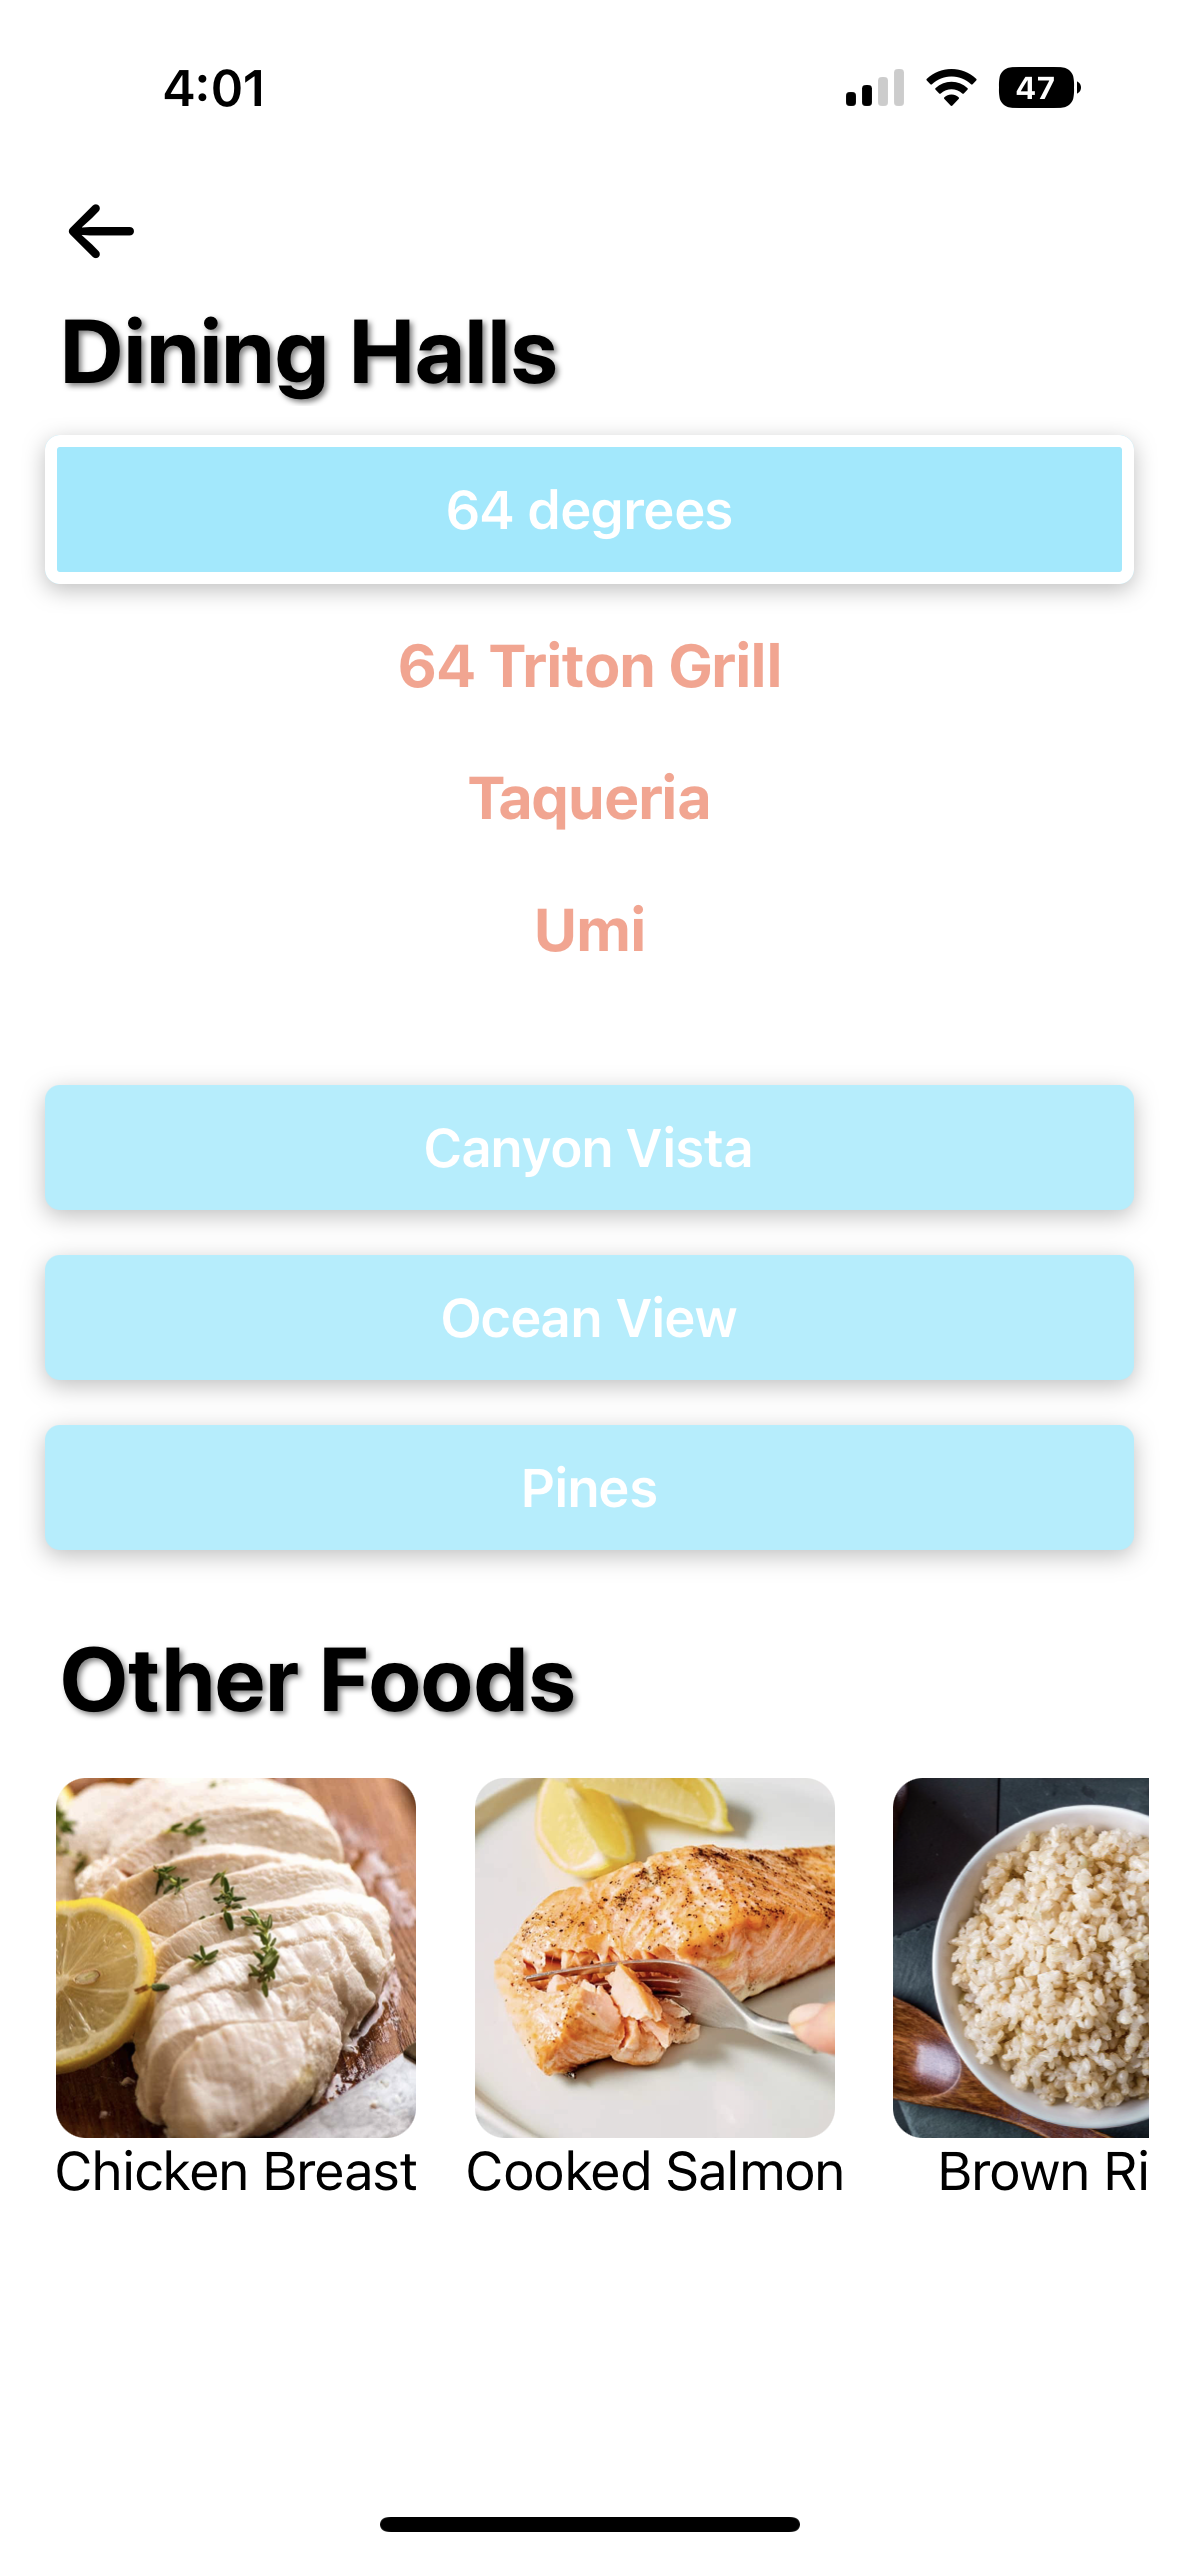 4:01
47
Dining Halls
64 degrees
64 Triton Grill
Taqueria
Umi
Canyon Vista
Ocean View
Pines
Other Foods
Chicken Breast
Cooked Salmon
Brown Ri